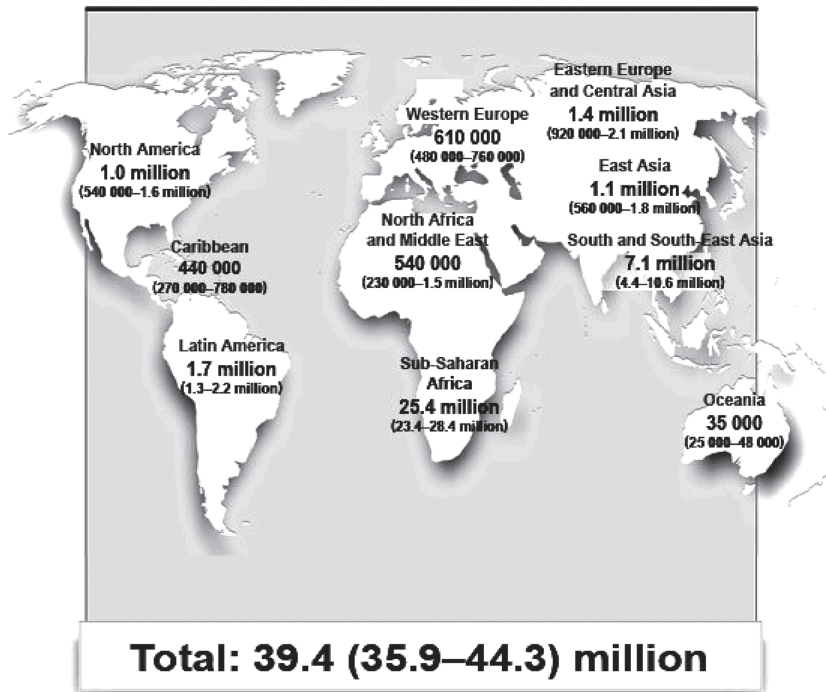 Eastern Europe
and Central Asia
1.4 million
(920 000–2.1 million)
Western Europe
610 000
(480 000–760 000)
North America
1.0 million
(540 000–1.6 million)
East Asia
1.1 million
(560 000–1.8 million)
North Africa
and Middle East
540 000
(230 000–1.5 million)
South and South-East Asia
7.1 million
(4.4–10.6 million)
Caribbean
440 000
(270 000–780 000)
Latin America
1.7 million
(1.3–2.2 million)
Sub-Saharan
Africa
25.4 million
(23.4–28.4 million)
Oceania
35 000
(25 000–48 000)
Total: 39.4 (35.9–44.3) million